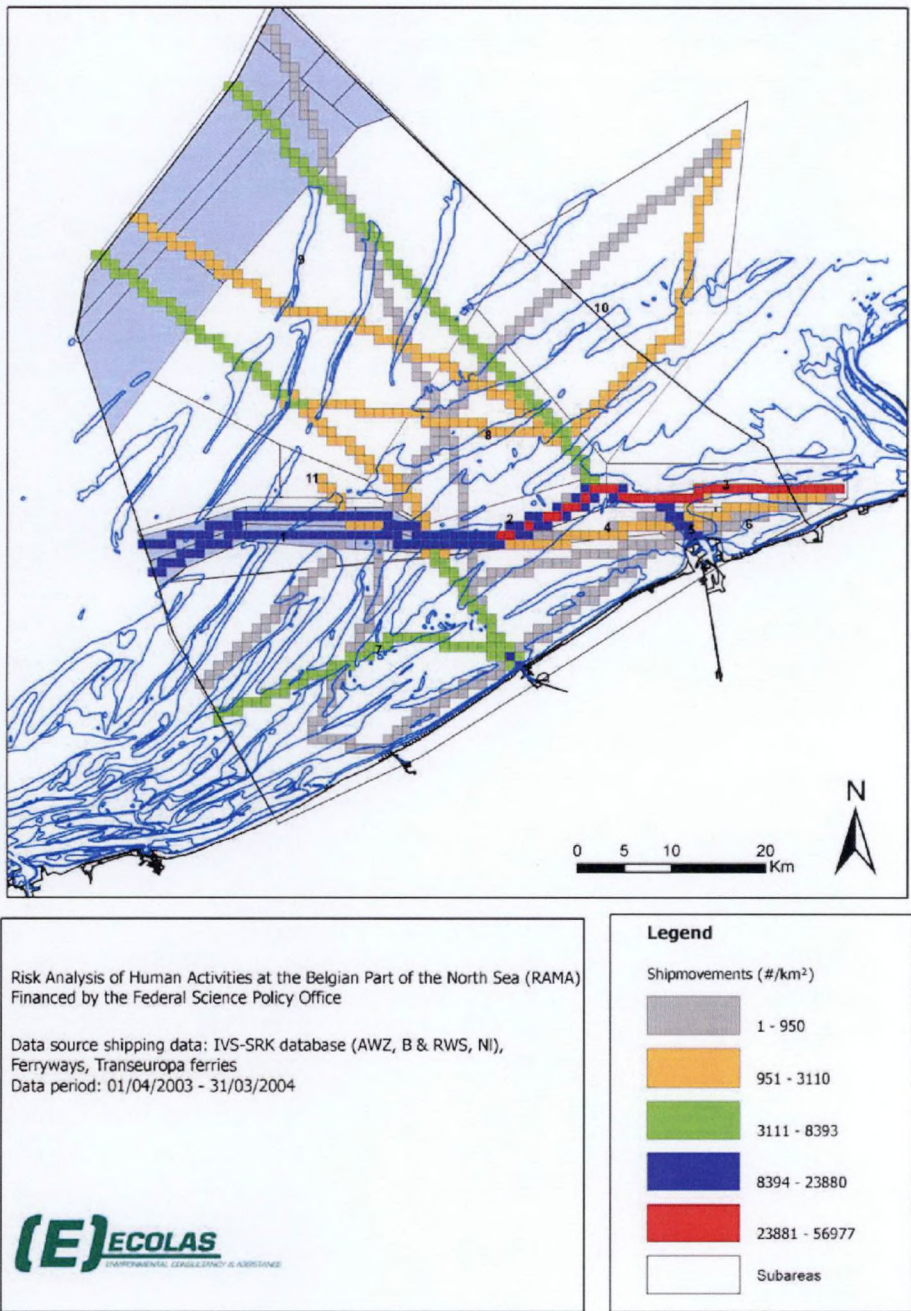 9
10
8
11
3
2
1
4
5
6
7
N
0 5 10 20
Km
Risk Analysis of Human Activities at the Belgian Part of the North Sea (RAMA)
Financed by the Federal Science Policy Office
Data source shipping data: IVS-SRK database (AWZ, B & RWS, NI),
Ferryways, Transeuropa ferries
Data period: 01/04/2003 - 31/03/2004
(E) ECOLAS
ENVIRONMENTAL CONSULTANCY & ASSISTANCE
Legend
Shipmovements (#/km²)
1 - 950
951 - 3110
3111 - 8393
8394 - 23880
23881 - 56977
Subareas